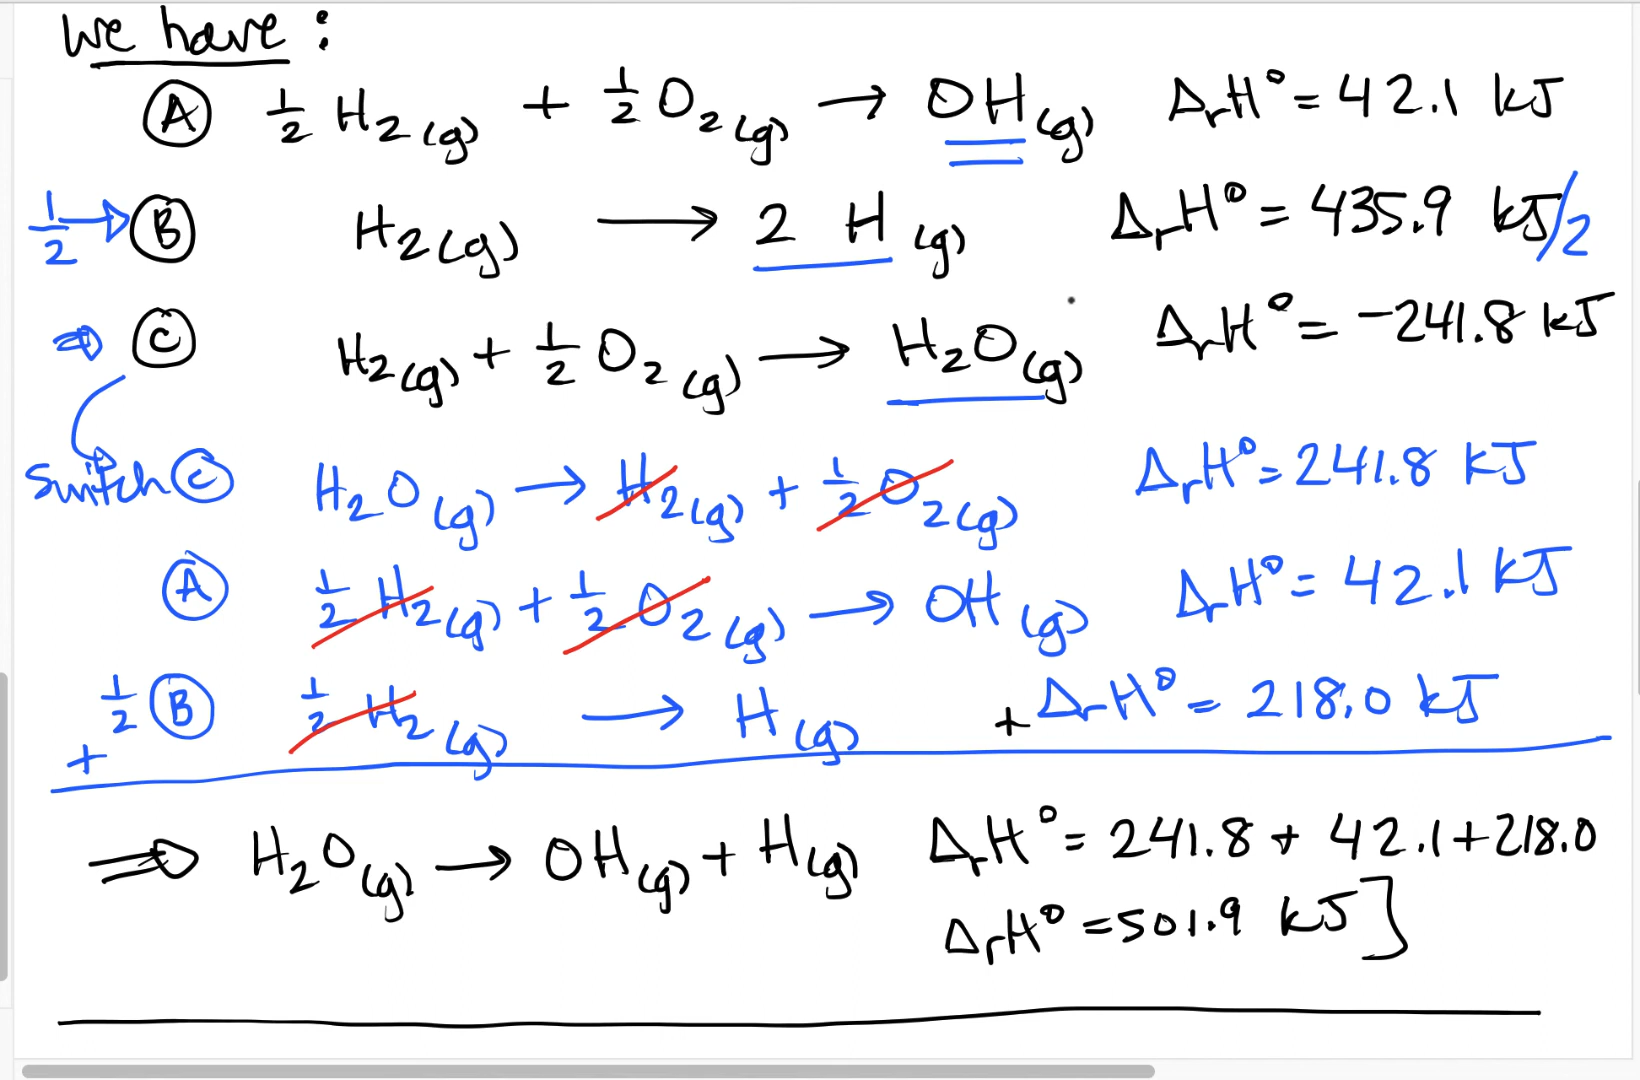 We have :
Ⓐ ½ H₂(g) + ½ O₂(g) → OH(g) ΔrH° = 42.1 kJ
½ → Ⓑ H₂(g) → 2 H(g) ΔrH° = 435.9 kJ/2
⇒ Ⓒ H₂(g) + ½ O₂(g) → H₂O(g) ΔrH° = -241.8 kJ
Switch Ⓒ H₂O(g) → H₂(g) + ½ O₂(g) ΔrH° = 241.8 kJ
Ⓐ ½ H₂(g) + ½ O₂(g) → OH(g) ΔrH° = 42.1 kJ
+ ½ Ⓑ ½ H₂(g) → H(g) + ΔrH° = 218.0 kJ
⇒ H₂O(g) → OH(g) + H(g) ΔrH° = 241.8 + 42.1 + 218.0
ΔrH° = 501.9 kJ ]